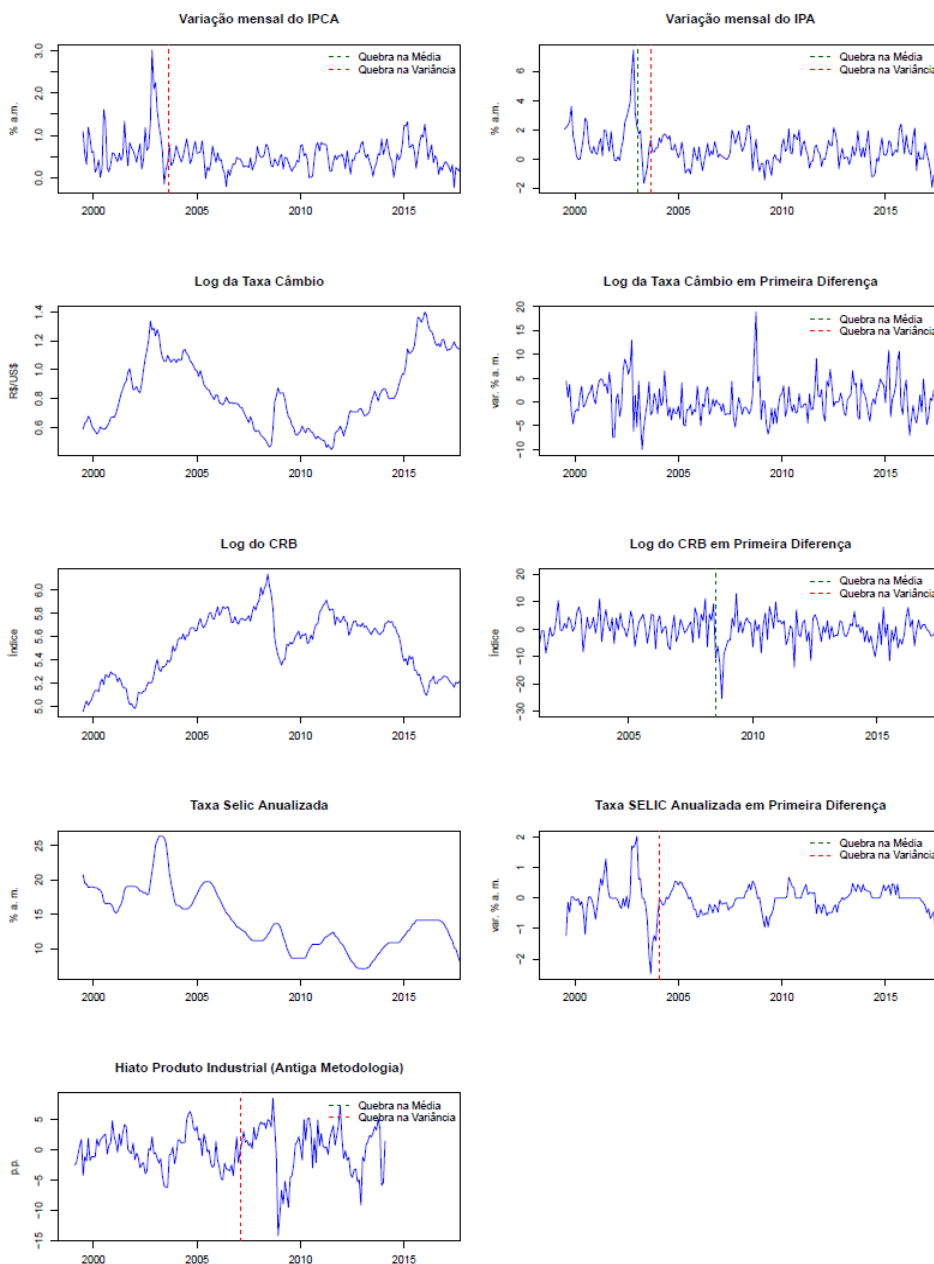 Variação mensal do IPCA
Quebra na Média
Quebra na Variância
% a.m.
3.0
2.0
1.0
0.0
2000 2005 2010 2015
Variação mensal do IPA
Quebra na Média
Quebra na Variância
% a.m.
6
4
2
0
−2
2000 2005 2010 2015
Log da Taxa Câmbio
R$/US$
1.4
1.2
1.0
0.8
0.6
2000 2005 2010 2015
Log da Taxa Câmbio em Primeira Diferença
Quebra na Média
Quebra na Variância
var. % a. m.
20
15
10
5
0
−5
−10
2000 2005 2010 2015
Log do CRB
Índice
6.0
5.8
5.6
5.4
5.2
5.0
2000 2005 2010 2015
Log do CRB em Primeira Diferença
Quebra na Média
Quebra na Variância
Índice
20
10
0
−10
−20
−30
2005 2010 2015
Taxa Selic Anualizada
% a. m.
25
20
15
10
2000 2005 2010 2015
Taxa SELIC Anualizada em Primeira Diferença
Quebra na Média
Quebra na Variância
var. % a. m.
2
1
0
−1
−2
2000 2005 2010 2015
Hiato Produto Industrial (Antiga Metodologia)
Quebra na Média
Quebra na Variância
p.p.
5
0
−5
−10
−15
2000 2005 2010 2015